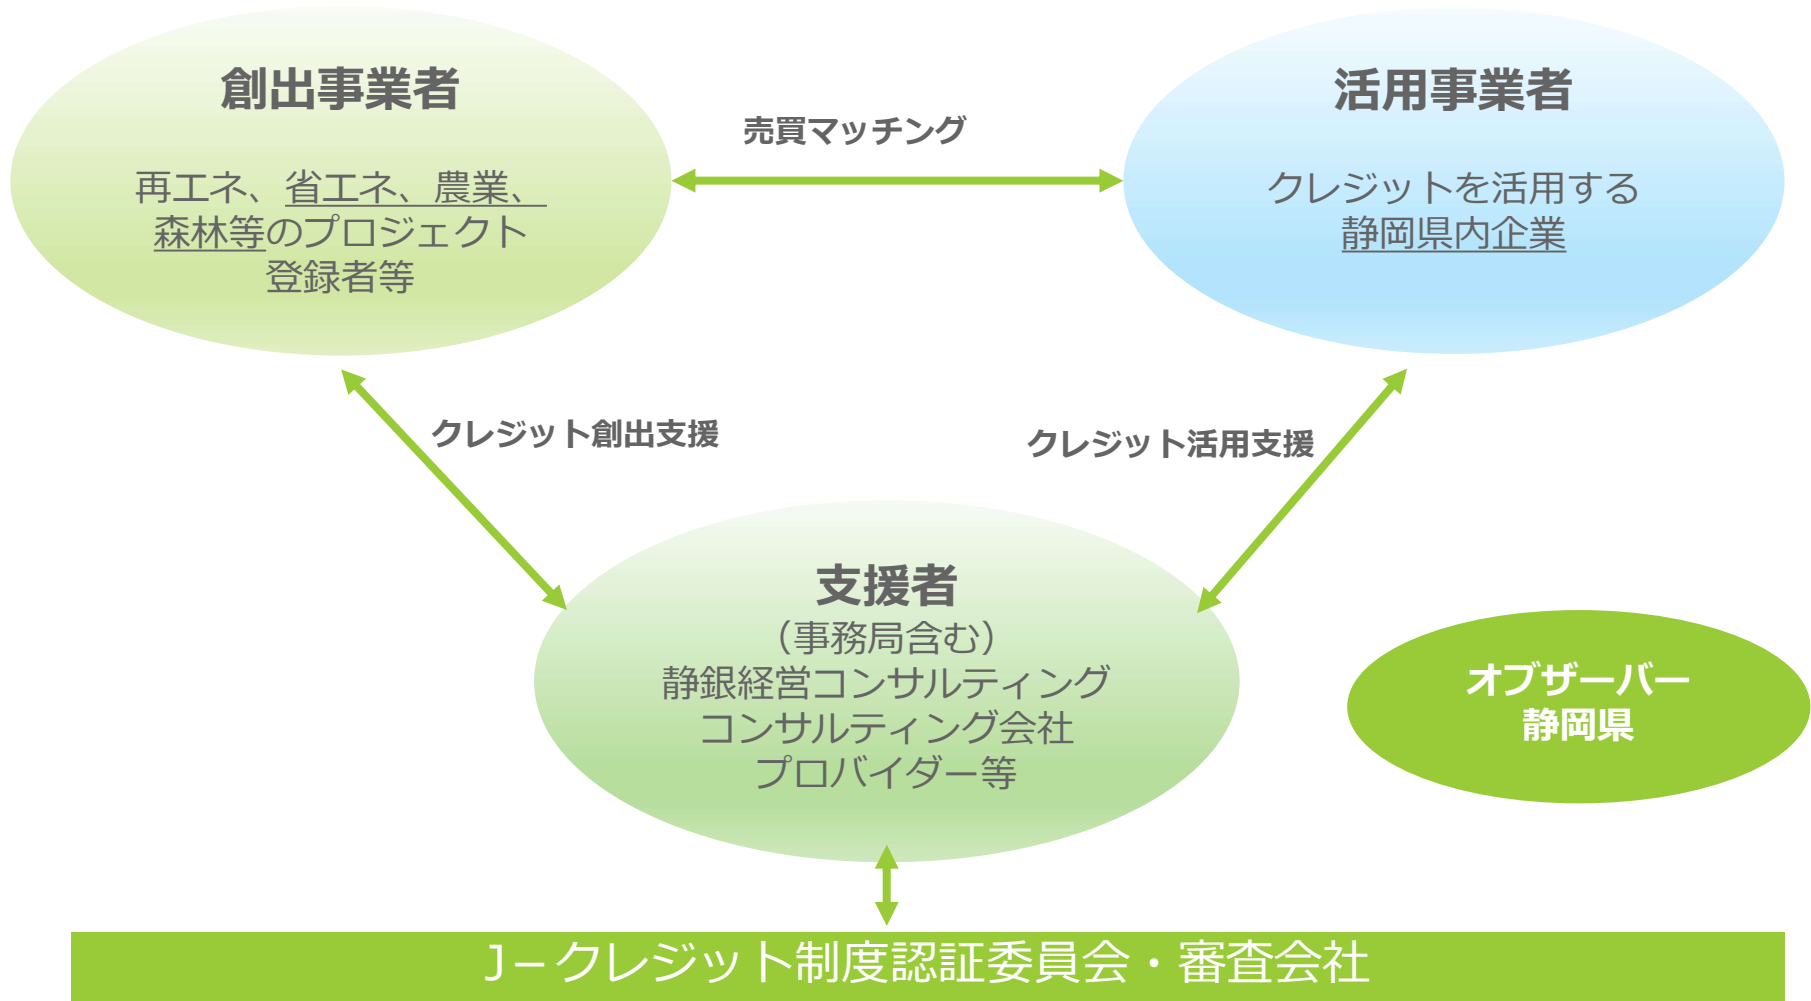 創出事業者
再エネ、省エネ、農業、
森林等のプロジェクト
登録者等
売買マッチング
活用事業者
クレジットを活用する
静岡県内企業
クレジット創出支援
クレジット活用支援
支援者
（事務局含む）
静銀経営コンサルティング
コンサルティング会社
プロバイダー等
オブザーバー
静岡県
J－クレジット制度認証委員会・審査会社